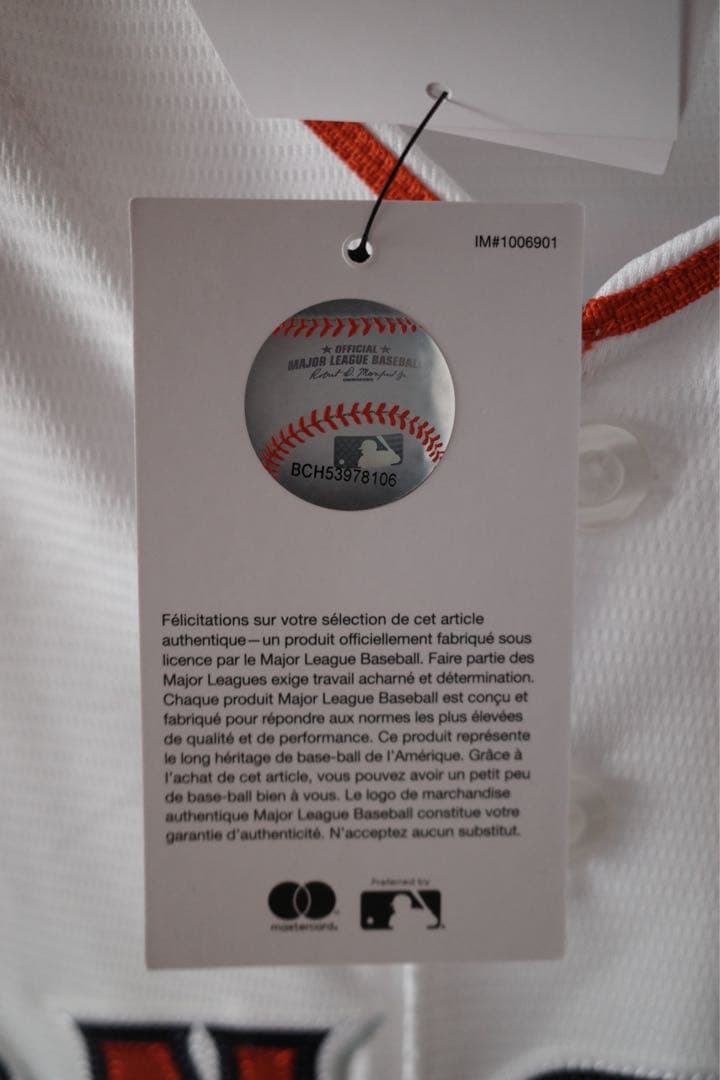 IM#1006901
★ OFFICIAL ★
MAJOR LEAGUE BASEBAL
Robert D. Manfred Jr.
BCH53978106
Félicitations sur votre sélection de cet article
authentique—un produit officiellement fabriqué sous
licence par le Major League Baseball. Faire partie des
Major Leagues exige travail acharné et détermination.
Chaque produit Major League Baseball est conçu et
fabriqué pour répondre aux normes les plus élevées
de qualité et de performance. Ce produit représente
le long héritage de base-ball de l'Amérique. Grâce à
l'achat de cet article, vous pouvez avoir un petit peu
de base-ball bien à vous. Le logo de marchandise
authentique Major League Baseball constitue votre
garantie d'authenticité. N'acceptez aucun substitut.
mastercard.
Preferred by